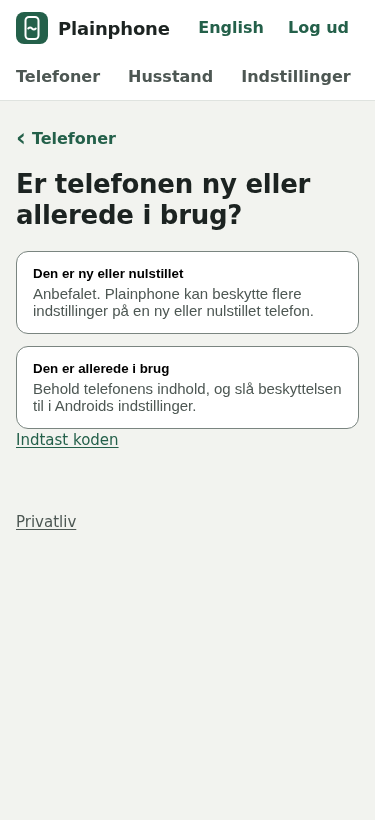 Plainphone
English
Log ud
Telefoner
Husstand
Indstillinger
‹ Telefoner
Er telefonen ny eller
allerede i brug?
Den er ny eller nulstillet
Anbefalet. Plainphone kan beskytte flere
indstillinger på en ny eller nulstillet telefon.
Den er allerede i brug
Behold telefonens indhold, og slå beskyttelsen
til i Androids indstillinger.
Indtast koden
Privatliv